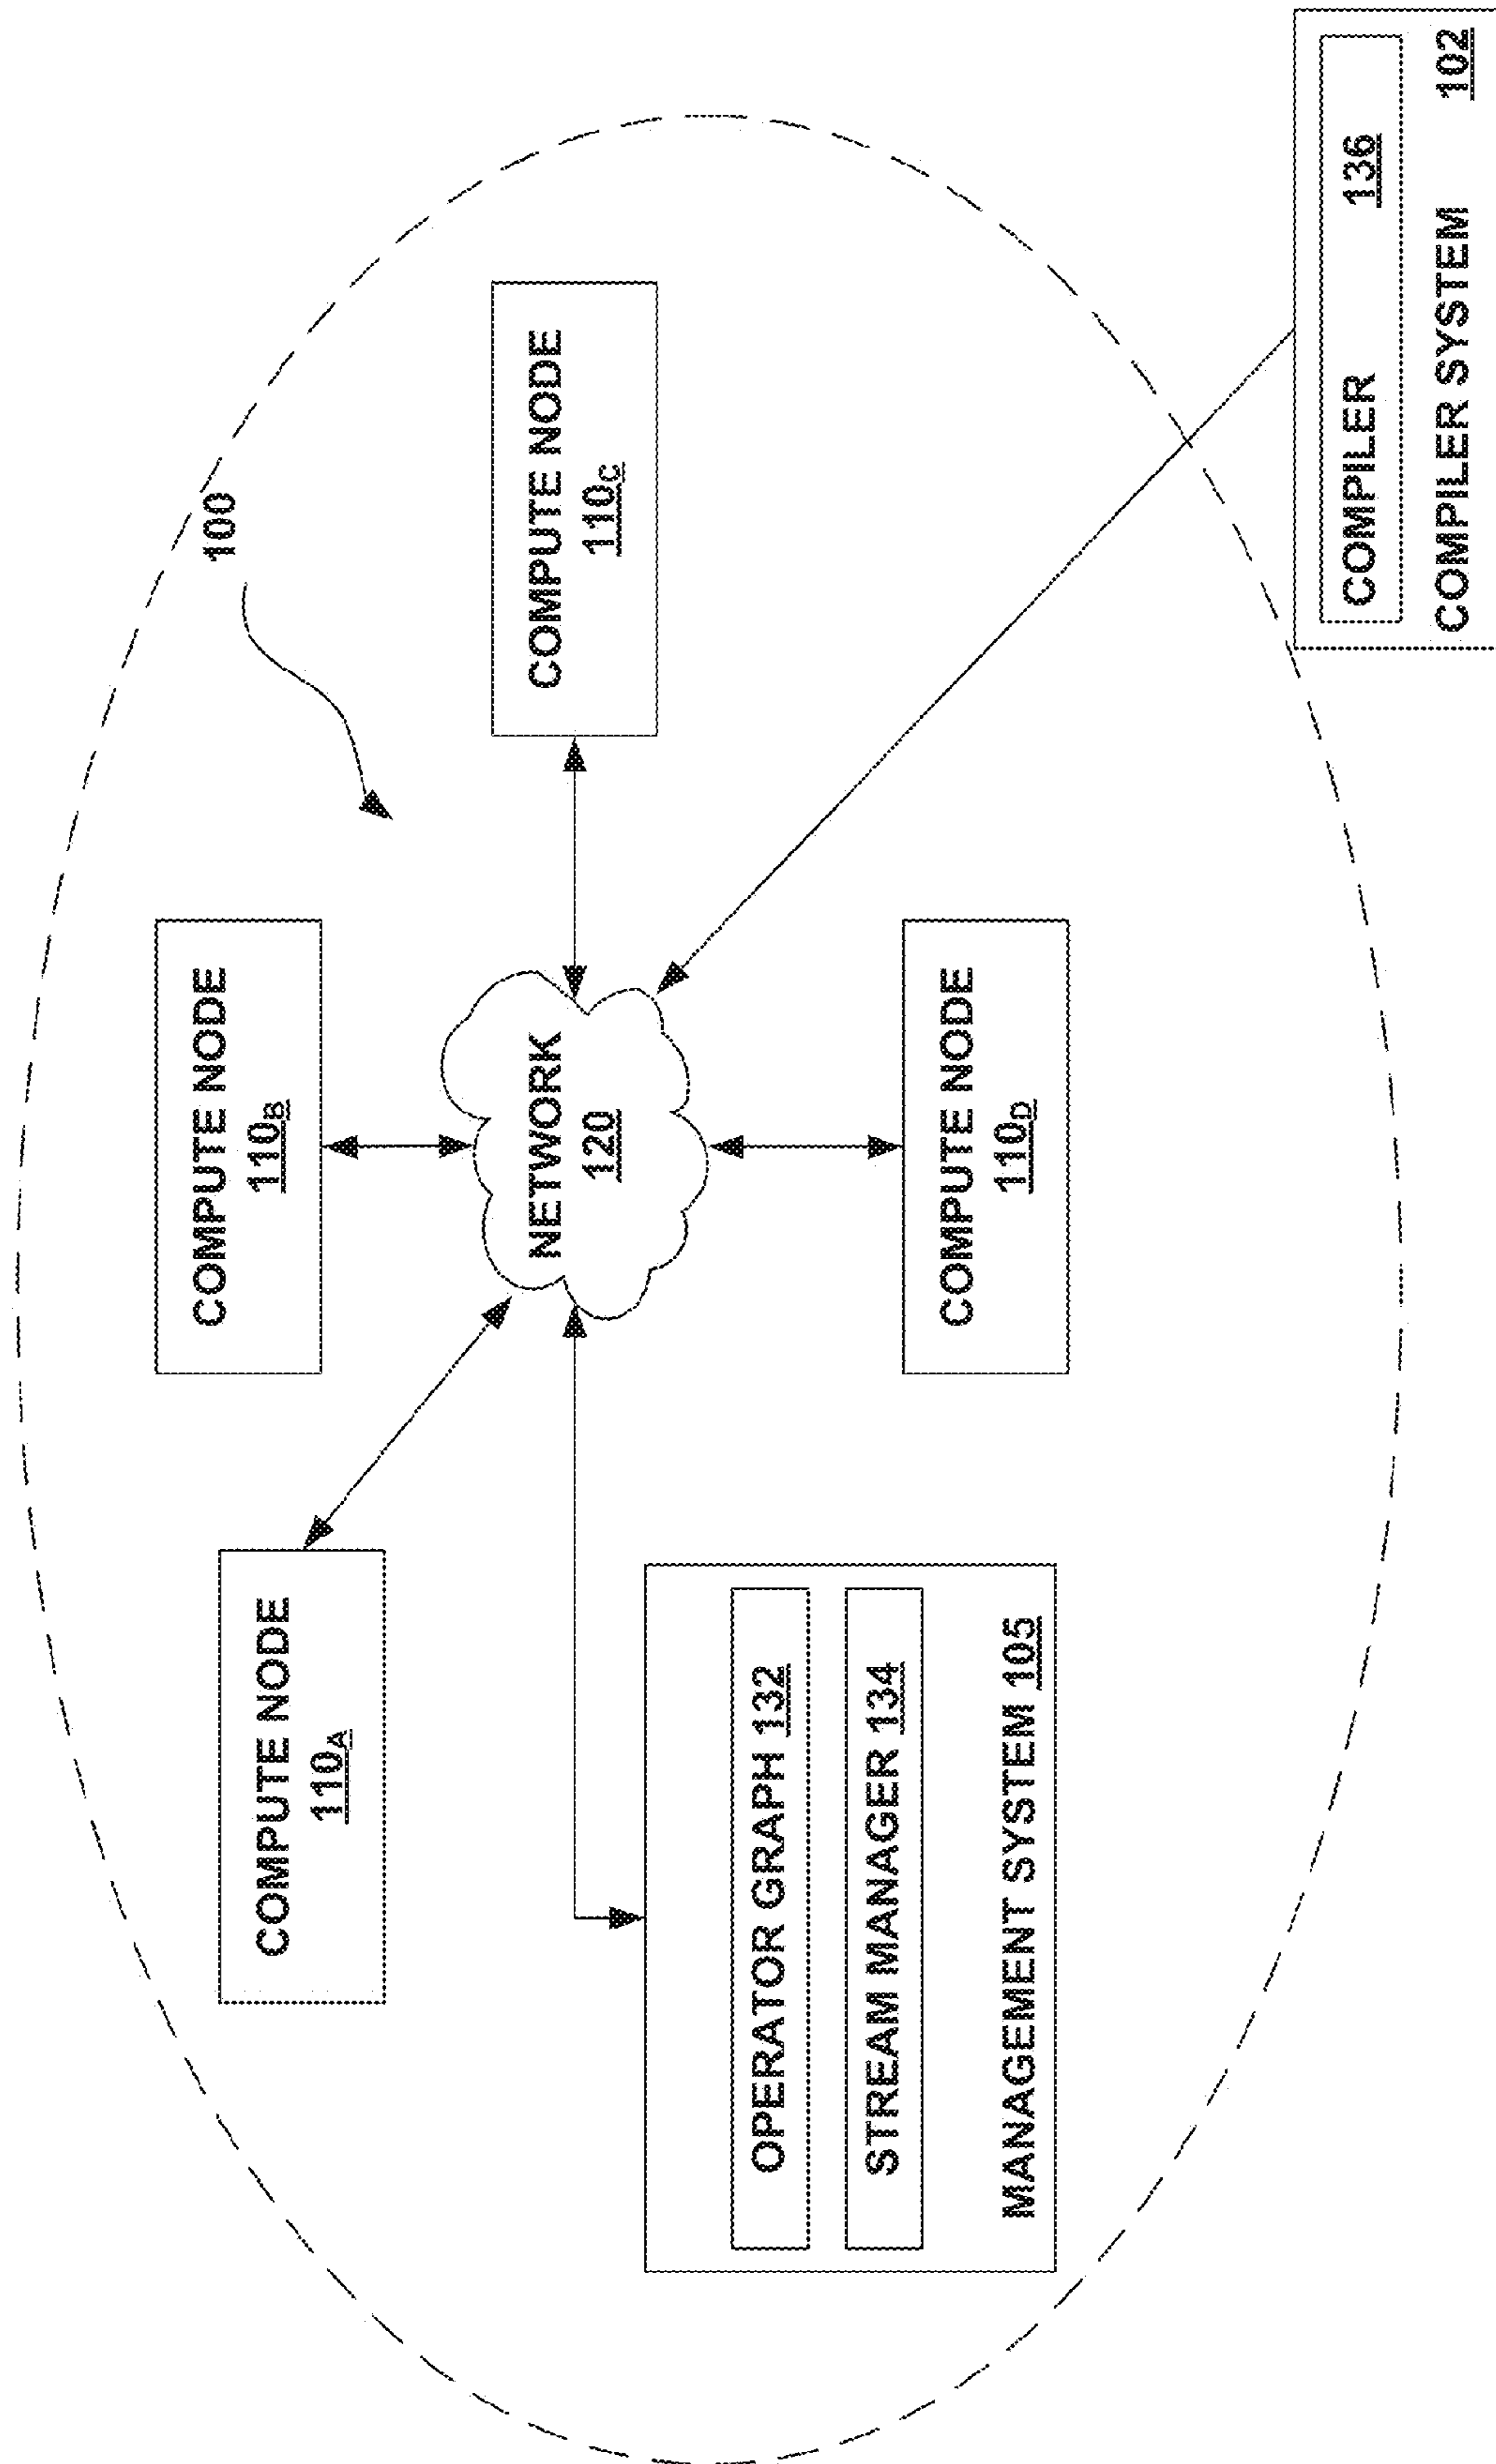 100
COMPUTE NODE
110B
COMPUTE NODE
110A
COMPUTE NODE
110C
NETWORK
120
OPERATOR GRAPH 132
STREAM MANAGER 134
MANAGEMENT SYSTEM 105
COMPUTE NODE
110D
COMPILER 136
COMPILER SYSTEM 102